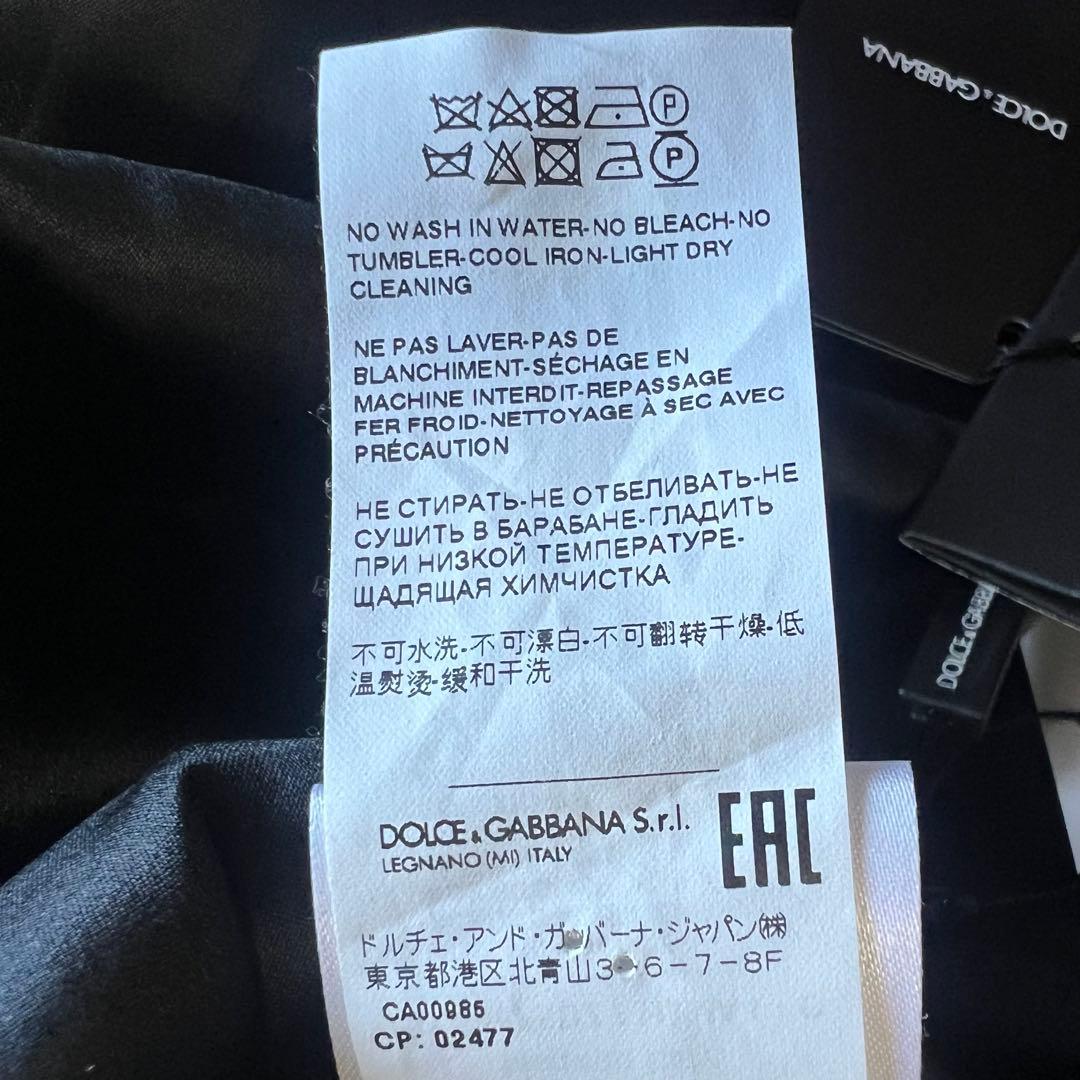 P
P
NO WASH IN WATER-NO BLEACH-NO
TUMBLER-COOL IRON-LIGHT DRY
CLEANING
NE PAS LAVER-PAS DE
BLANCHIMENT-SÉCHAGE EN
MACHINE INTERDIT-REPASSAGE
FER FROID-NETTOYAGE À SEC AVEC
PRÉCAUTION
НЕ СТИРАТЬ-НЕ ОТБЕЛИВАТЬ-НЕ
СУШИТЬ В БАРАБАНЕ-ГЛАДИТЬ
ПРИ НИЗКОЙ ТЕМПЕРАТУРЕ-
ЩАДЯЩАЯ ХИМЧИСТКА
不可水洗-不可漂白-不可翻转干燥-低
温熨烫-缓和干洗
DOLCE & GABBANA S.r.l.
LEGNANO (MI) ITALY
EAC
ドルチェ・アンド・ガッバーナ・ジャパン㈱
東京都港区北青山3-6-7-8F
CA00986
CP: 02477
DOLCE & GABBANA
DOLCE & GABBA